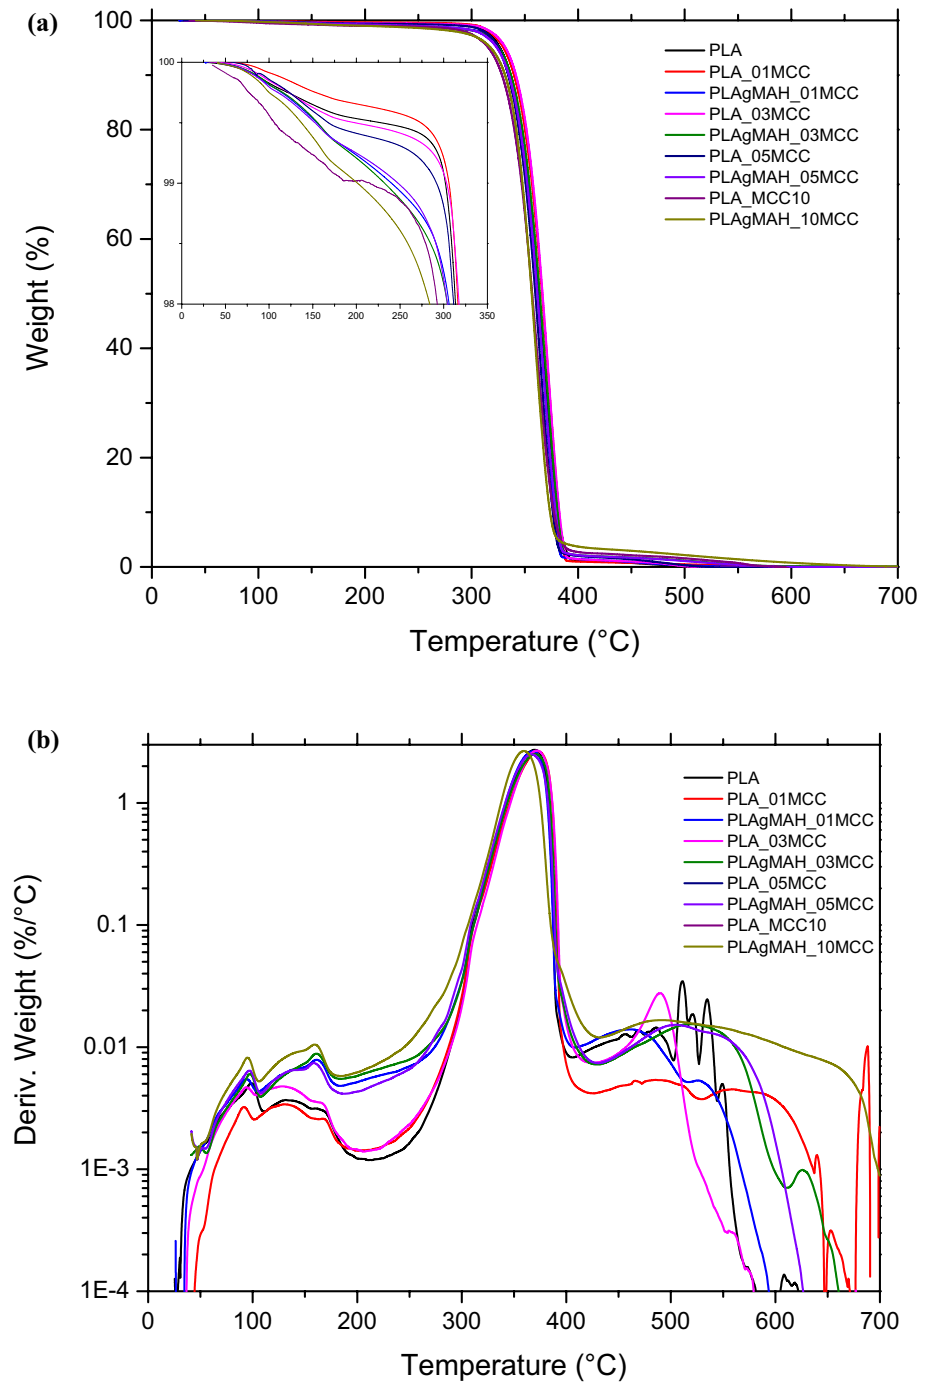 (a)
100
80
60
40
20
0
Weight (%)
100
99
98
0 50 100 150 200 250 300 350
PLA
PLA_01MCC
PLAgMAH_01MCC
PLA_03MCC
PLAgMAH_03MCC
PLA_05MCC
PLAgMAH_05MCC
PLA_MCC10
PLAgMAH_10MCC
0 100 200 300 400 500 600 700
Temperature (°C)
(b)
1
0.1
0.01
1E-3
1E-4
Deriv. Weight (%/°C)
PLA
PLA_01MCC
PLAgMAH_01MCC
PLA_03MCC
PLAgMAH_03MCC
PLA_05MCC
PLAgMAH_05MCC
PLA_MCC10
PLAgMAH_10MCC
0 100 200 300 400 500 600 700
Temperature (°C)